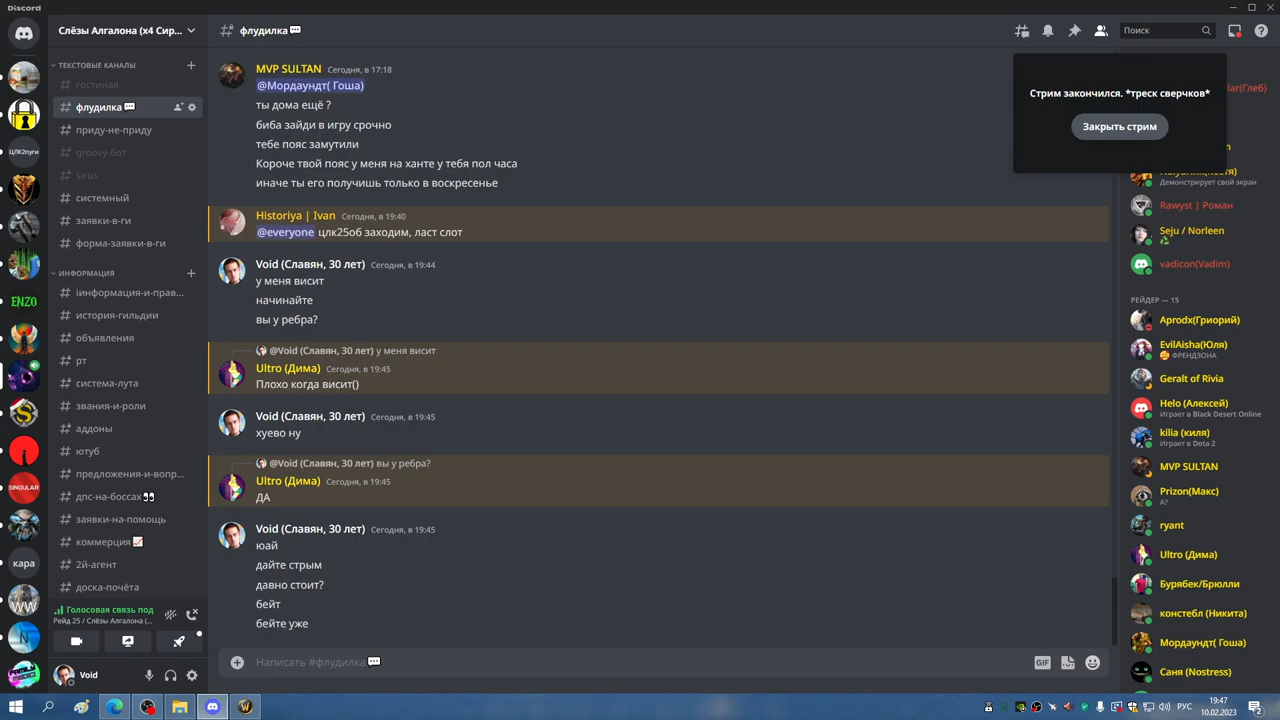 Discord
Слёзы Алгалона (x4 Сир...
флудилка
Поиск
ТЕКСТОВЫЕ КАНАЛЫ
гостиная
флудилка
приду-не-приду
groovy-бот
sirus
системный
заявки-в-ги
форма-заявки-в-ги
ИНФОРМАЦИЯ
іинформация-и-прав...
история-гильдии
объявления
рт
система-лута
звания-и-роли
аддоны
ютуб
предложения-и-вопр...
дпс-на-боссах
заявки-на-помощь
коммерция
2й-агент
доска-почёта
Голосовая связь под
Рейд 25 / Слёзы Алгалона (...
Void
ЦЛК2луги
ENZO
SINGULAR
кара
WW
N
MVP SULTAN Сегодня, в 17:18
@Мордаундт( Гоша)
ты дома ещё ?
биба зайди в игру срочно
тебе пояс замутили
Короче твой пояс у меня на ханте у тебя пол часа
иначе ты его получишь только в воскресенье
Historiya | Ivan Сегодня, в 19:40
@everyone цлк25об заходим, ласт слот
Void (Славян, 30 лет) Сегодня, в 19:44
у меня висит
начинайте
вы у ребра?
@Void (Славян, 30 лет) у меня висит
Ultro (Дима) Сегодня, в 19:45
Плохо когда висит()
Void (Славян, 30 лет) Сегодня, в 19:45
хуево ну
@Void (Славян, 30 лет) вы у ребра?
Ultro (Дима) Сегодня, в 19:45
ДА
Void (Славян, 30 лет) Сегодня, в 19:45
юай
дайте стрым
давно стоит?
бейт
бейте уже
Написать #флудилка
GIF
Стрим закончился. *треск сверчков*
Закрыть стрим
lar(Глеб)
Демонстрирует свой экран
Rawyst | Роман
Seju / Norleen
vadicon(Vadim)
РЕЙДЕР — 15
Aprodx(Гриорий)
EvilAisha(Юля)
ФРЕНДЗОНА
Geralt of Rivia
Helo (Алексей)
Играет в Black Desert Online
kilia (киля)
Играет в Dota 2
MVP SULTAN
Prizon(Макс)
А?
ryant
Ultro (Дима)
Бурябек/Брюлли
констебл (Никита)
Мордаундт( Гоша)
Саня (Nostress)
РУС
19:47
10.02.2023
2